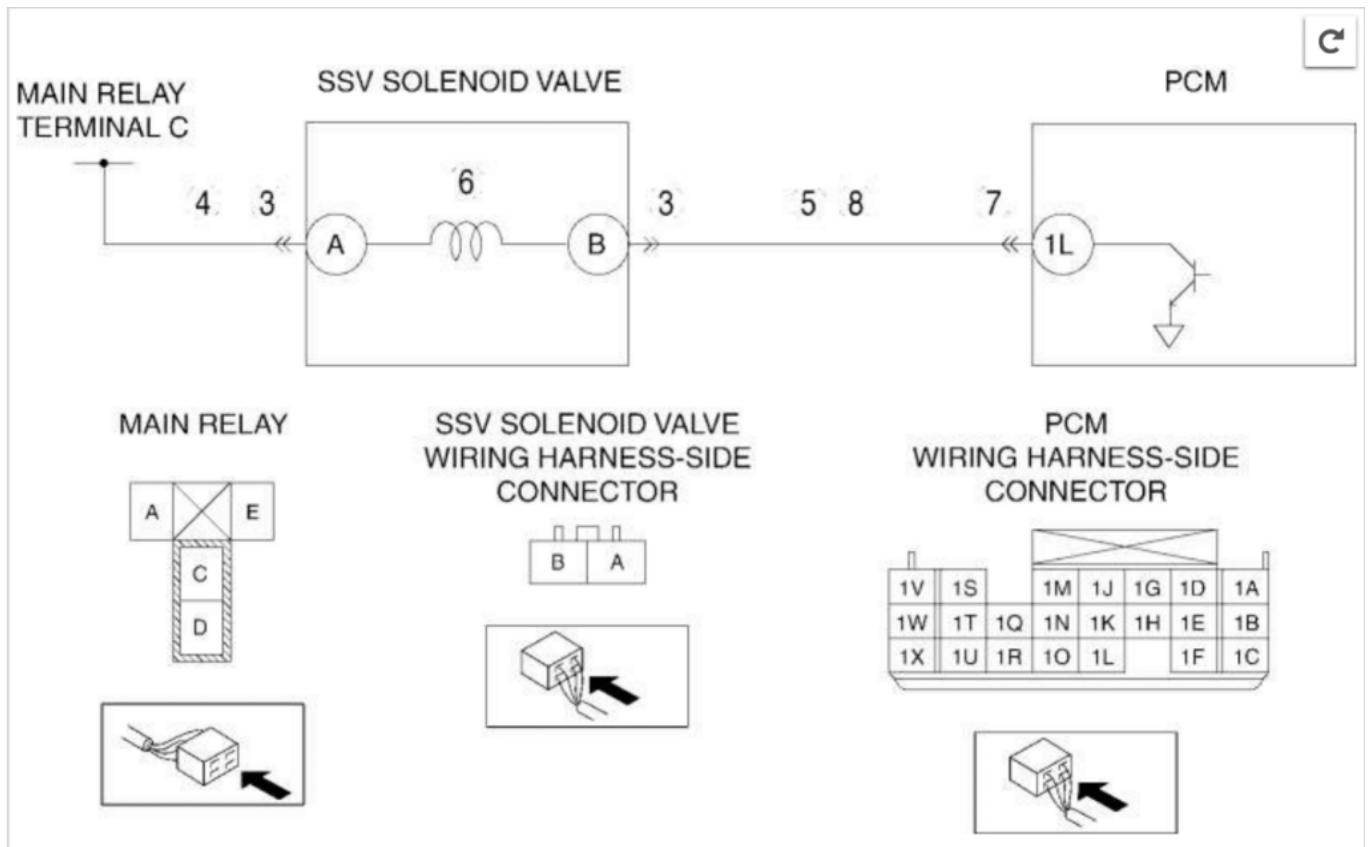 MAIN RELAY
TERMINAL C
SSV SOLENOID VALVE
PCM
4 3 6 3 5 8 7
A B 1L
MAIN RELAY
A E
C
D
SSV SOLENOID VALVE
WIRING HARNESS-SIDE
CONNECTOR
B A
PCM
WIRING HARNESS-SIDE
CONNECTOR
1V 1S 1M 1J 1G 1D 1A
1W 1T 1Q 1N 1K 1H 1E 1B
1X 1U 1R 1O 1L 1F 1C